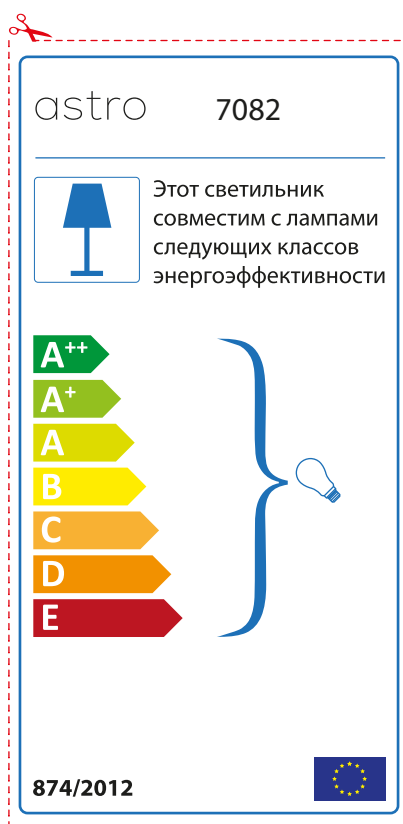 astro 7082
Этот светильник
совместим с лампами
следующих классов
энергоэффективности
A++
A+
A
B
C
D
E
874/2012